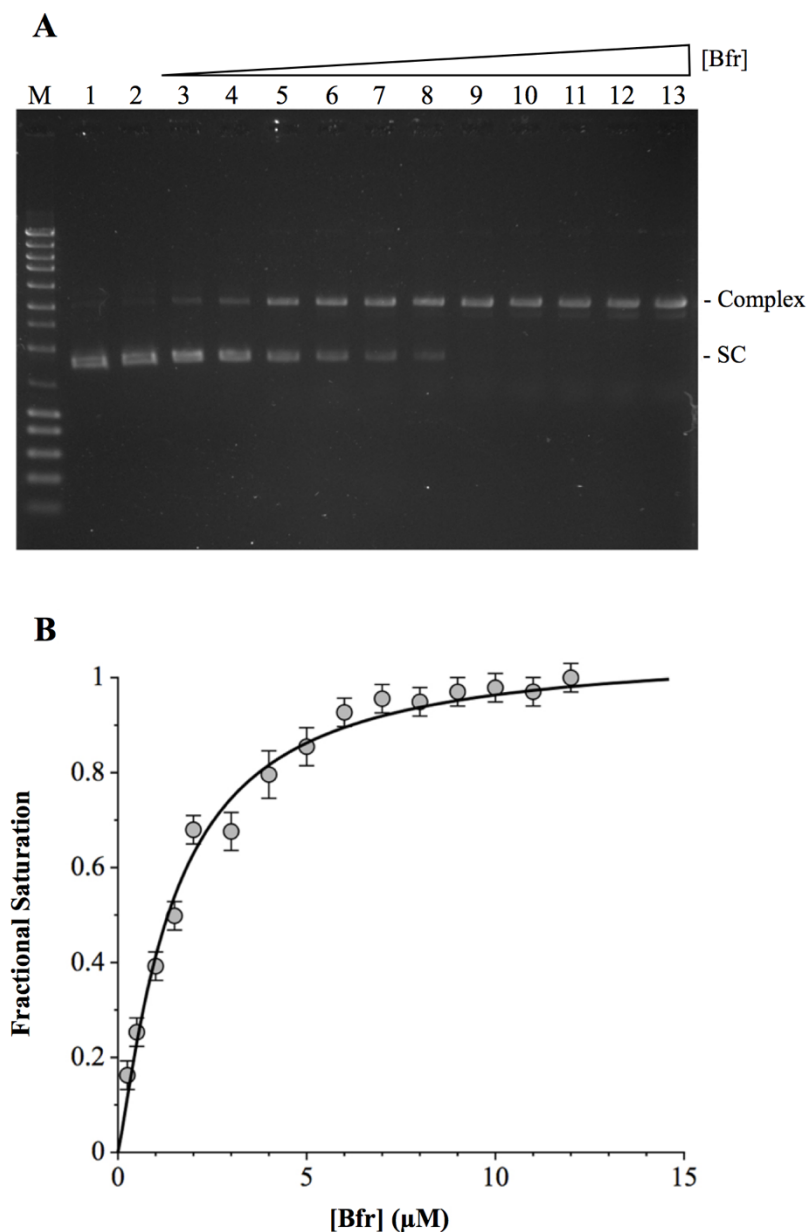 A
[Bfr]
M 1 2 3 4 5 6 7 8 9 10 11 12 13
- Complex
- SC
B
1
0.8
0.6
0.4
0.2
0
0 5 10 15
Fractional Saturation
[Bfr] (µM)